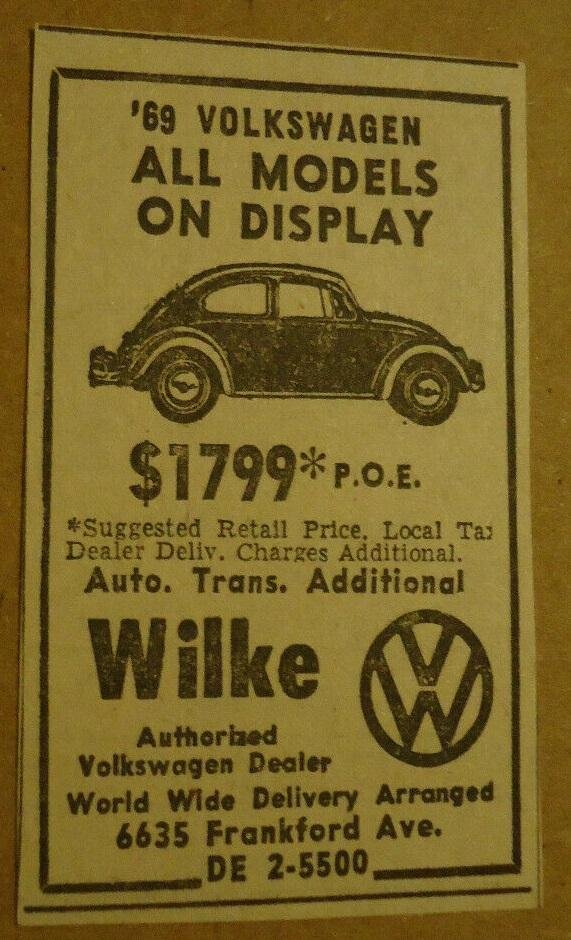 '69 VOLKSWAGEN
ALL MODELS
ON DISPLAY
$1799* P.O.E.
*Suggested Retail Price, Local Tax
Dealer Deliv. Charges Additional.
Auto. Trans. Additional
Wilke
VW
Authorized
Volkswagen Dealer
World Wide Delivery Arranged
6635 Frankford Ave.
DE 2-5500